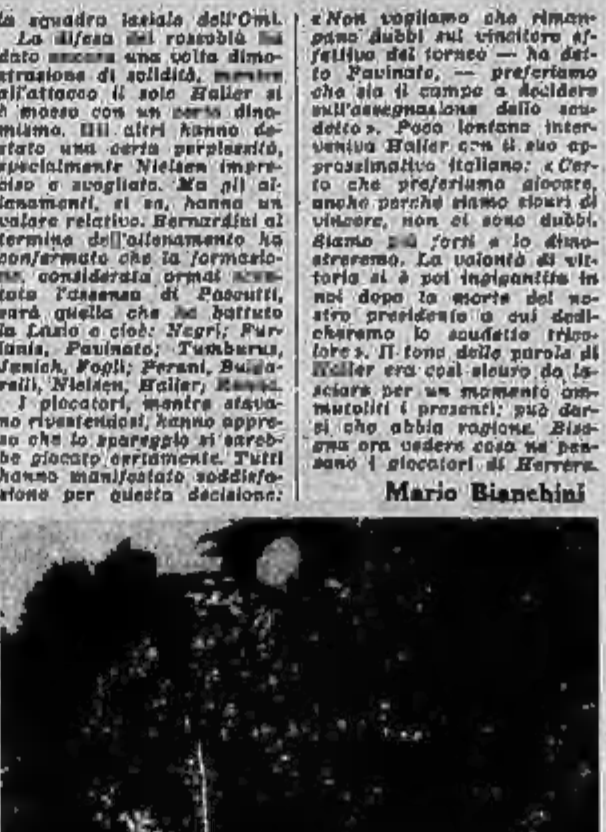 la squadra laziale dell'Omi.
La difesa dei rossoblù ha
dato ancora una volta dimo-
strazione di solidità, mentre
all'attacco il solo Haller si
è mosso con un certo dina-
mismo. Gli altri hanno de-
stato una certa perplessità,
specialmente Nielsen impre-
ciso e svogliato. Ma gli al-
lenamenti, si sa, hanno un
valore relativo. Bernardini al
termine dell'allenamento ha
confermato che la formazio-
ne, considerata ormai
l'assenza di Pascutti,
sarà quella che ha battuto
la Lazio e cioè: Negri; Fur-
lanis, Pavinato; Tumburus,
Janich, Fogli; Perani, Bulga-
relli, Nielsen, Haller;
I giocatori, mentre stava-
no rivestendosi, hanno appre-
so che lo spareggio si sareb-
be giocato certamente. Tutti
hanno manifestato soddisfa-
zione per questa decisione:
«Non vogliamo che riman-
gano dubbi sul vincitore ef-
fettivo del torneo — ha det-
to Pavinato, — preferiamo
che sia il campo a decidere
sull'assegnazione dello scu-
detto». Poco lontano inter-
veniva Haller con il suo ap-
prossimativo italiano: «Cer-
to che preferiamo giocare,
anche perché siamo sicuri di
vincere, non ci sono dubbi.
Siamo più forti e lo dimo-
streremo. La volontà di vit-
toria si è poi ingigantita in
noi dopo la morte del no-
stro presidente a cui dedi-
cheremo lo scudetto trico-
lore». Il tono delle parole di
Haller era così sicuro da la-
sciare per un momento am-
mutoliti i presenti; può dar-
si che abbia ragione. Biso-
gna ora vedere cosa ne pen-
sano i giocatori di Herrera.
Mario Bianchini